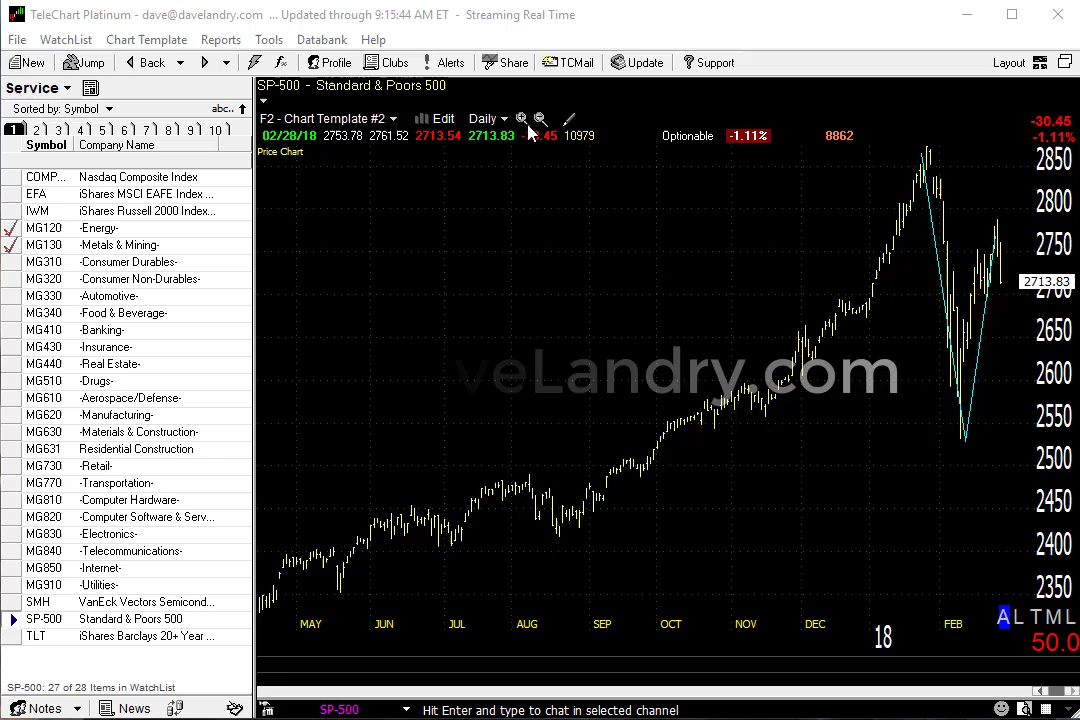 TeleChart Platinum - dave@davelandry.com ... Updated through 9:15:44 AM ET - Streaming Real Time
File WatchList Chart Template Reports Tools Databank Help
New Jump Back Profile Clubs Alerts Share TCMail Update Support Layout
Service
SP-500 - Standard & Poors 500
Sorted by: Symbol abc..
F2 - Chart Template #2 Edit Daily
-30.45
1 2 3 4 5 6 7 8 9 10
02/28/18 2753.78 2761.52 2713.54 2713.83 .45 10979 Optionable -1.11% 8862
-1.11%
Symbol Company Name
Price Chart
COMP... Nasdaq Composite Index
EFA iShares MSCI EAFE Index ...
IWM iShares Russell 2000 Index...
MG120 -Energy-
MG130 -Metals & Mining-
MG310 -Consumer Durables-
MG320 -Consumer Non-Durables-
MG330 -Automotive-
MG340 -Food & Beverage-
MG410 -Banking-
MG430 -Insurance-
MG440 -Real Estate-
MG510 -Drugs-
MG610 -Aerospace/Defense-
MG620 -Manufacturing-
MG630 -Materials & Construction-
MG631 Residential Construction
MG730 -Retail-
MG770 -Transportation-
MG810 -Computer Hardware-
MG820 -Computer Software & Serv...
MG830 -Electronics-
MG840 -Telecommunications-
MG850 -Internet-
MG910 -Utilities-
SMH VanEck Vectors Semicond...
SP-500 Standard & Poors 500
TLT iShares Barclays 20+ Year ...
2850
2800
2750
2713.83
2700
2650
2600
2550
2500
2450
2400
2350
veLandry.com
A L T M L
MAY JUN JUL AUG SEP OCT NOV DEC 18 FEB
50.0
SP-500: 27 of 28 Items in WatchList
Notes News SP-500 Hit Enter and type to chat in selected channel